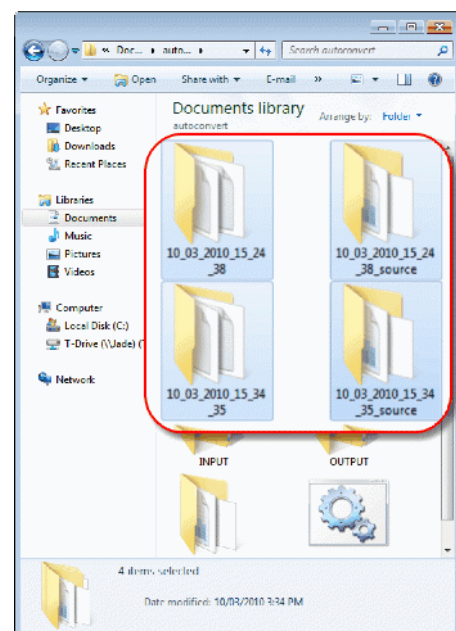 « Doc... ▸ auto... ▸ Search autoconvert
Organize ▾ Open Share with ▾ E-mail »
Favorites
Desktop
Downloads
Recent Places
Libraries
Documents
Music
Pictures
Videos
Computer
Local Disk (C:)
T-Drive (\\Jade) (
Network
Documents library
autoconvert
Arrange by: Folder ▾
10_03_2010_15_24
_38
10_03_2010_15_24
_38_source
10_03_2010_15_34
_35
10_03_2010_15_34
_35_source
INPUT
OUTPUT
4 items selected
Date modified: 10/03/2010 3:34 PM